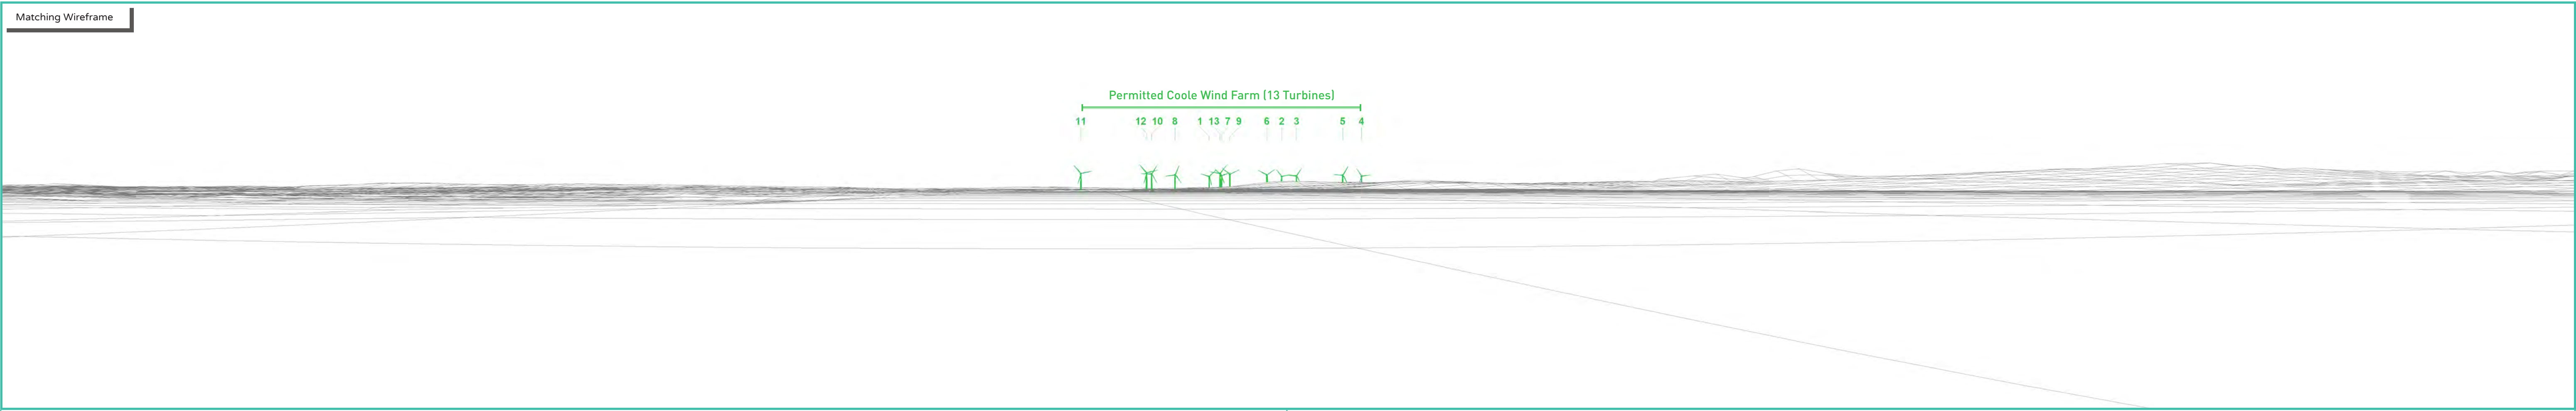 Matching Wireframe
Permitted Coole Wind Farm (13 Turbines)
11 12 10 8 1 13 7 9 6 2 3 5 4